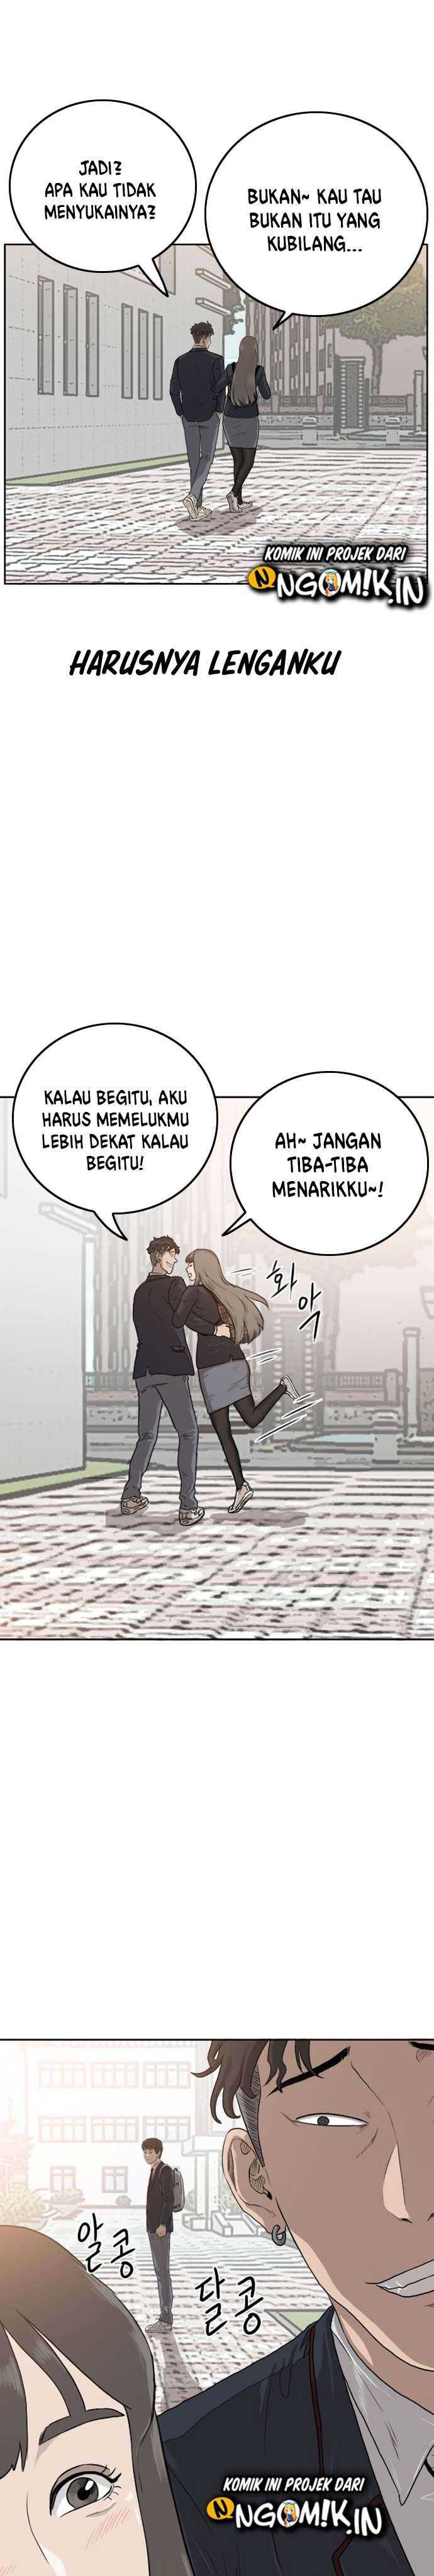 JADI?
APA KAU TIDAK
MENYUKAINYA?
BUKAN~ KAU TAU
BUKAN ITU YANG
KUBILANG...
KOMIK INI PROJEK DARI
NGOMIK.IN
HARUSNYA LENGANKU
KALAU BEGITU, AKU
HARUS MEMELUKMU
LEBIH DEKAT KALAU
BEGITU!
AH~ JANGAN
TIBA-TIBA
MENARIKKU~!
화악
알콩
달콩
KOMIK INI PROJEK DARI
NGOMIK.IN